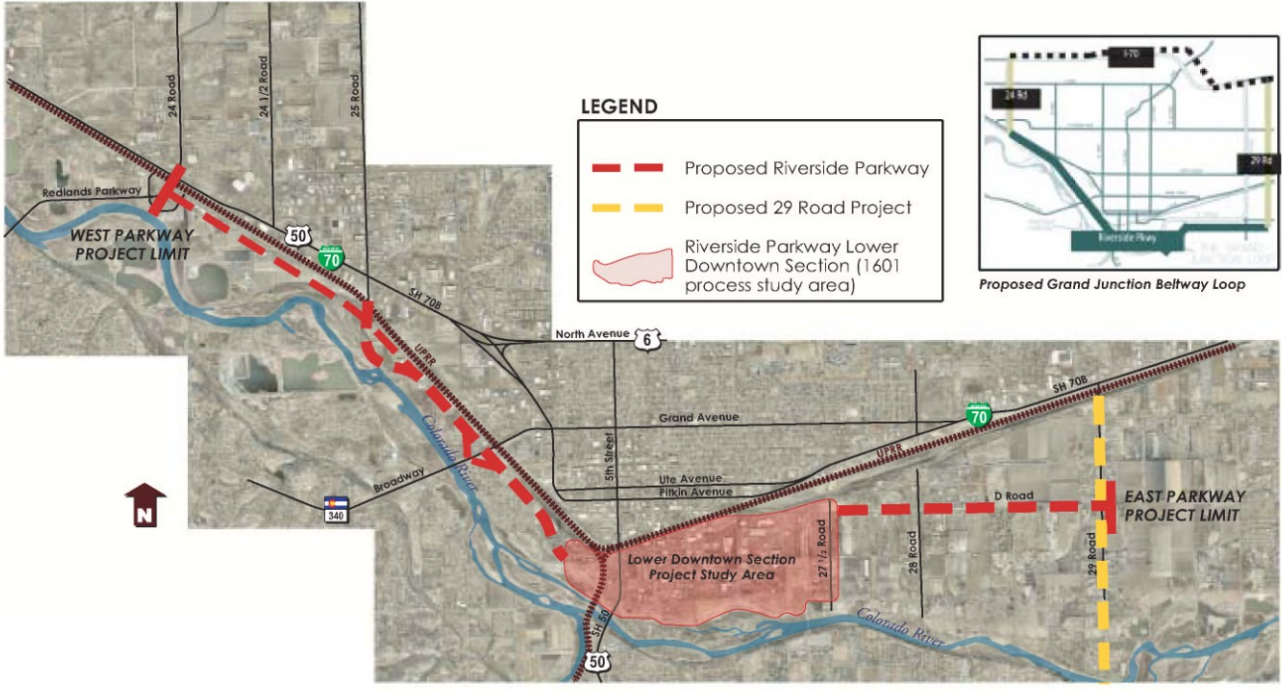 24 Road
24 1/2 Road
25 Road
Redlands Parkway
WEST PARKWAY
PROJECT LIMIT
50
70
SH 70B
UPRR
North Avenue
6
LEGEND
Proposed Riverside Parkway
Proposed 29 Road Project
Riverside Parkway Lower
Downtown Section (1601
process study area)
I-70
24 Rd
29 Rd
Riverside Pkwy
THE GRAND
JUNCTION LOOP
Proposed Grand Junction Beltway Loop
Grand Avenue
5th Street
Colorado River
Broadway
340
N
Ute Avenue
Pitkin Avenue
70
SH 70B
UPRR
D Road
EAST PARKWAY
PROJECT LIMIT
Lower Downtown Section
Project Study Area
27 1/2 Road
28 Road
29 Road
Colorado River
SH 50
50